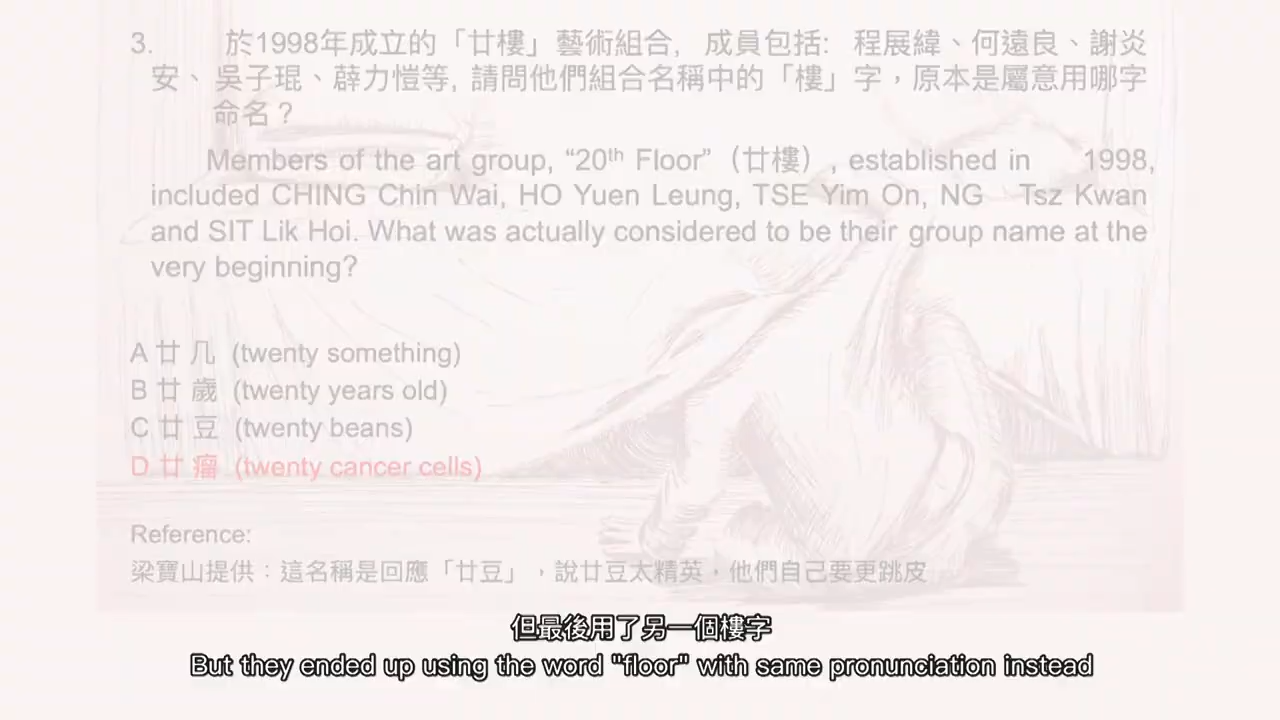 3. 於1998年成立的「廿樓」藝術組合, 成員包括: 程展緯、何遠良、謝炎
安、吳子琨、薜力愷等, 請問他們組合名稱中的「樓」字，原本是屬意用哪字
命名？
Members of the art group, “20th Floor”（廿樓）, established in 1998,
included CHING Chin Wai, HO Yuen Leung, TSE Yim On, NG Tsz Kwan
and SIT Lik Hoi. What was actually considered to be their group name at the
very beginning?
A 廿 几 (twenty something)
B 廿 歲 (twenty years old)
C 廿 豆 (twenty beans)
D 廿 瘤 (twenty cancer cells)
Reference:
梁寶山提供：這名稱是回應「廿豆」，說廿豆太精英，他們自己要更跳皮
但最後用了另一個樓字
But they ended up using the word "floor" with same pronunciation instead